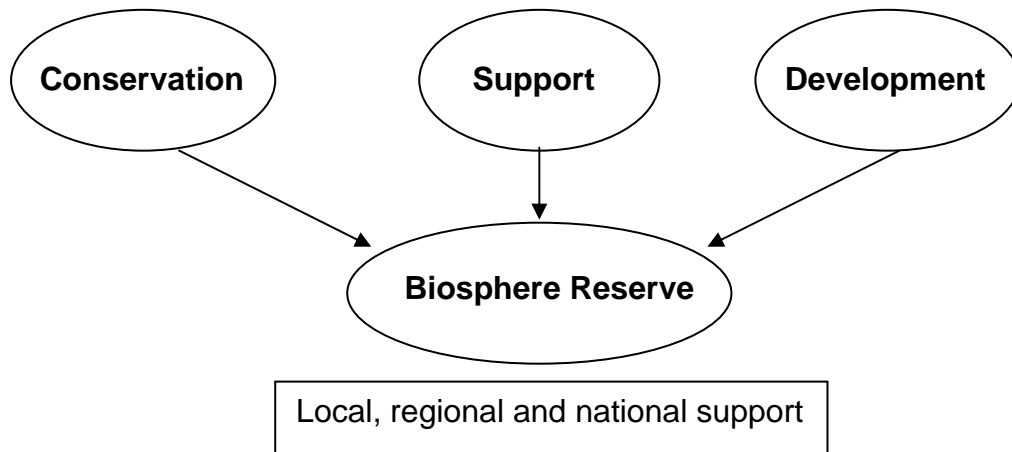 Conservation
Support
Development
Biosphere Reserve
Local, regional and national support